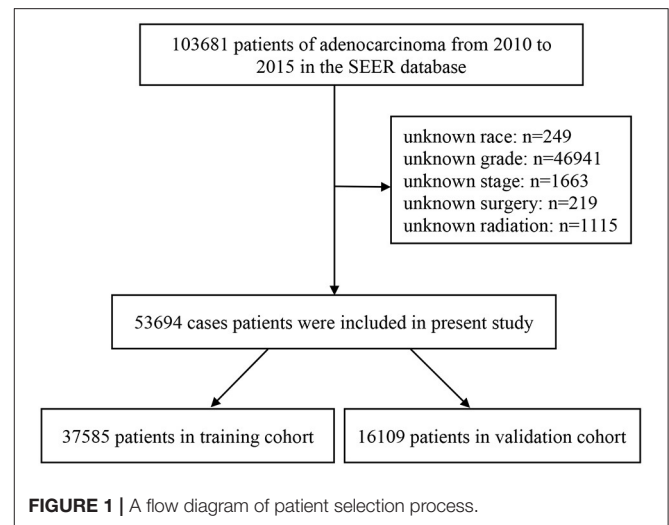 103681 patients of adenocarcinoma from 2010 to
2015 in the SEER database
unknown race: n=249
unknown grade: n=46941
unknown stage: n=1663
unknown surgery: n=219
unknown radiation: n=1115
53694 cases patients were included in present study
37585 patients in training cohort
16109 patients in validation cohort
FIGURE 1 | A flow diagram of patient selection process.